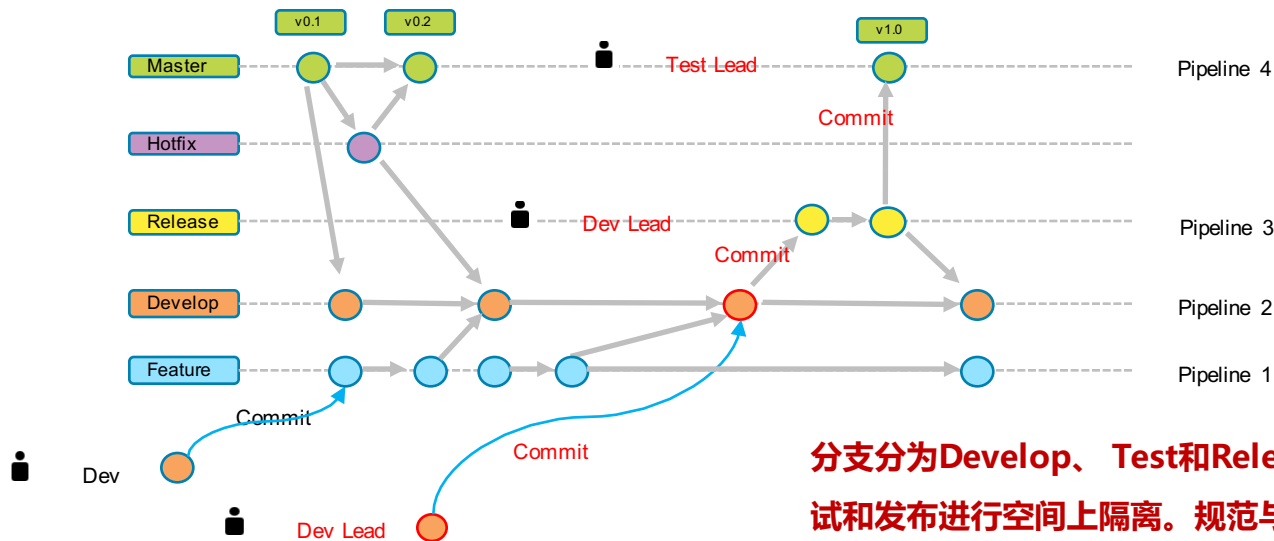 v0.1
v0.2
v1.0
Master
Test Lead
Pipeline 4
Commit
Hotfix
Release
Dev Lead
Pipeline 3
Commit
Develop
Pipeline 2
Feature
Pipeline 1
Commit
Commit
Dev
Dev Lead
分支分为Develop、 Test和Rele
试和发布进行空间上隔离。规范与